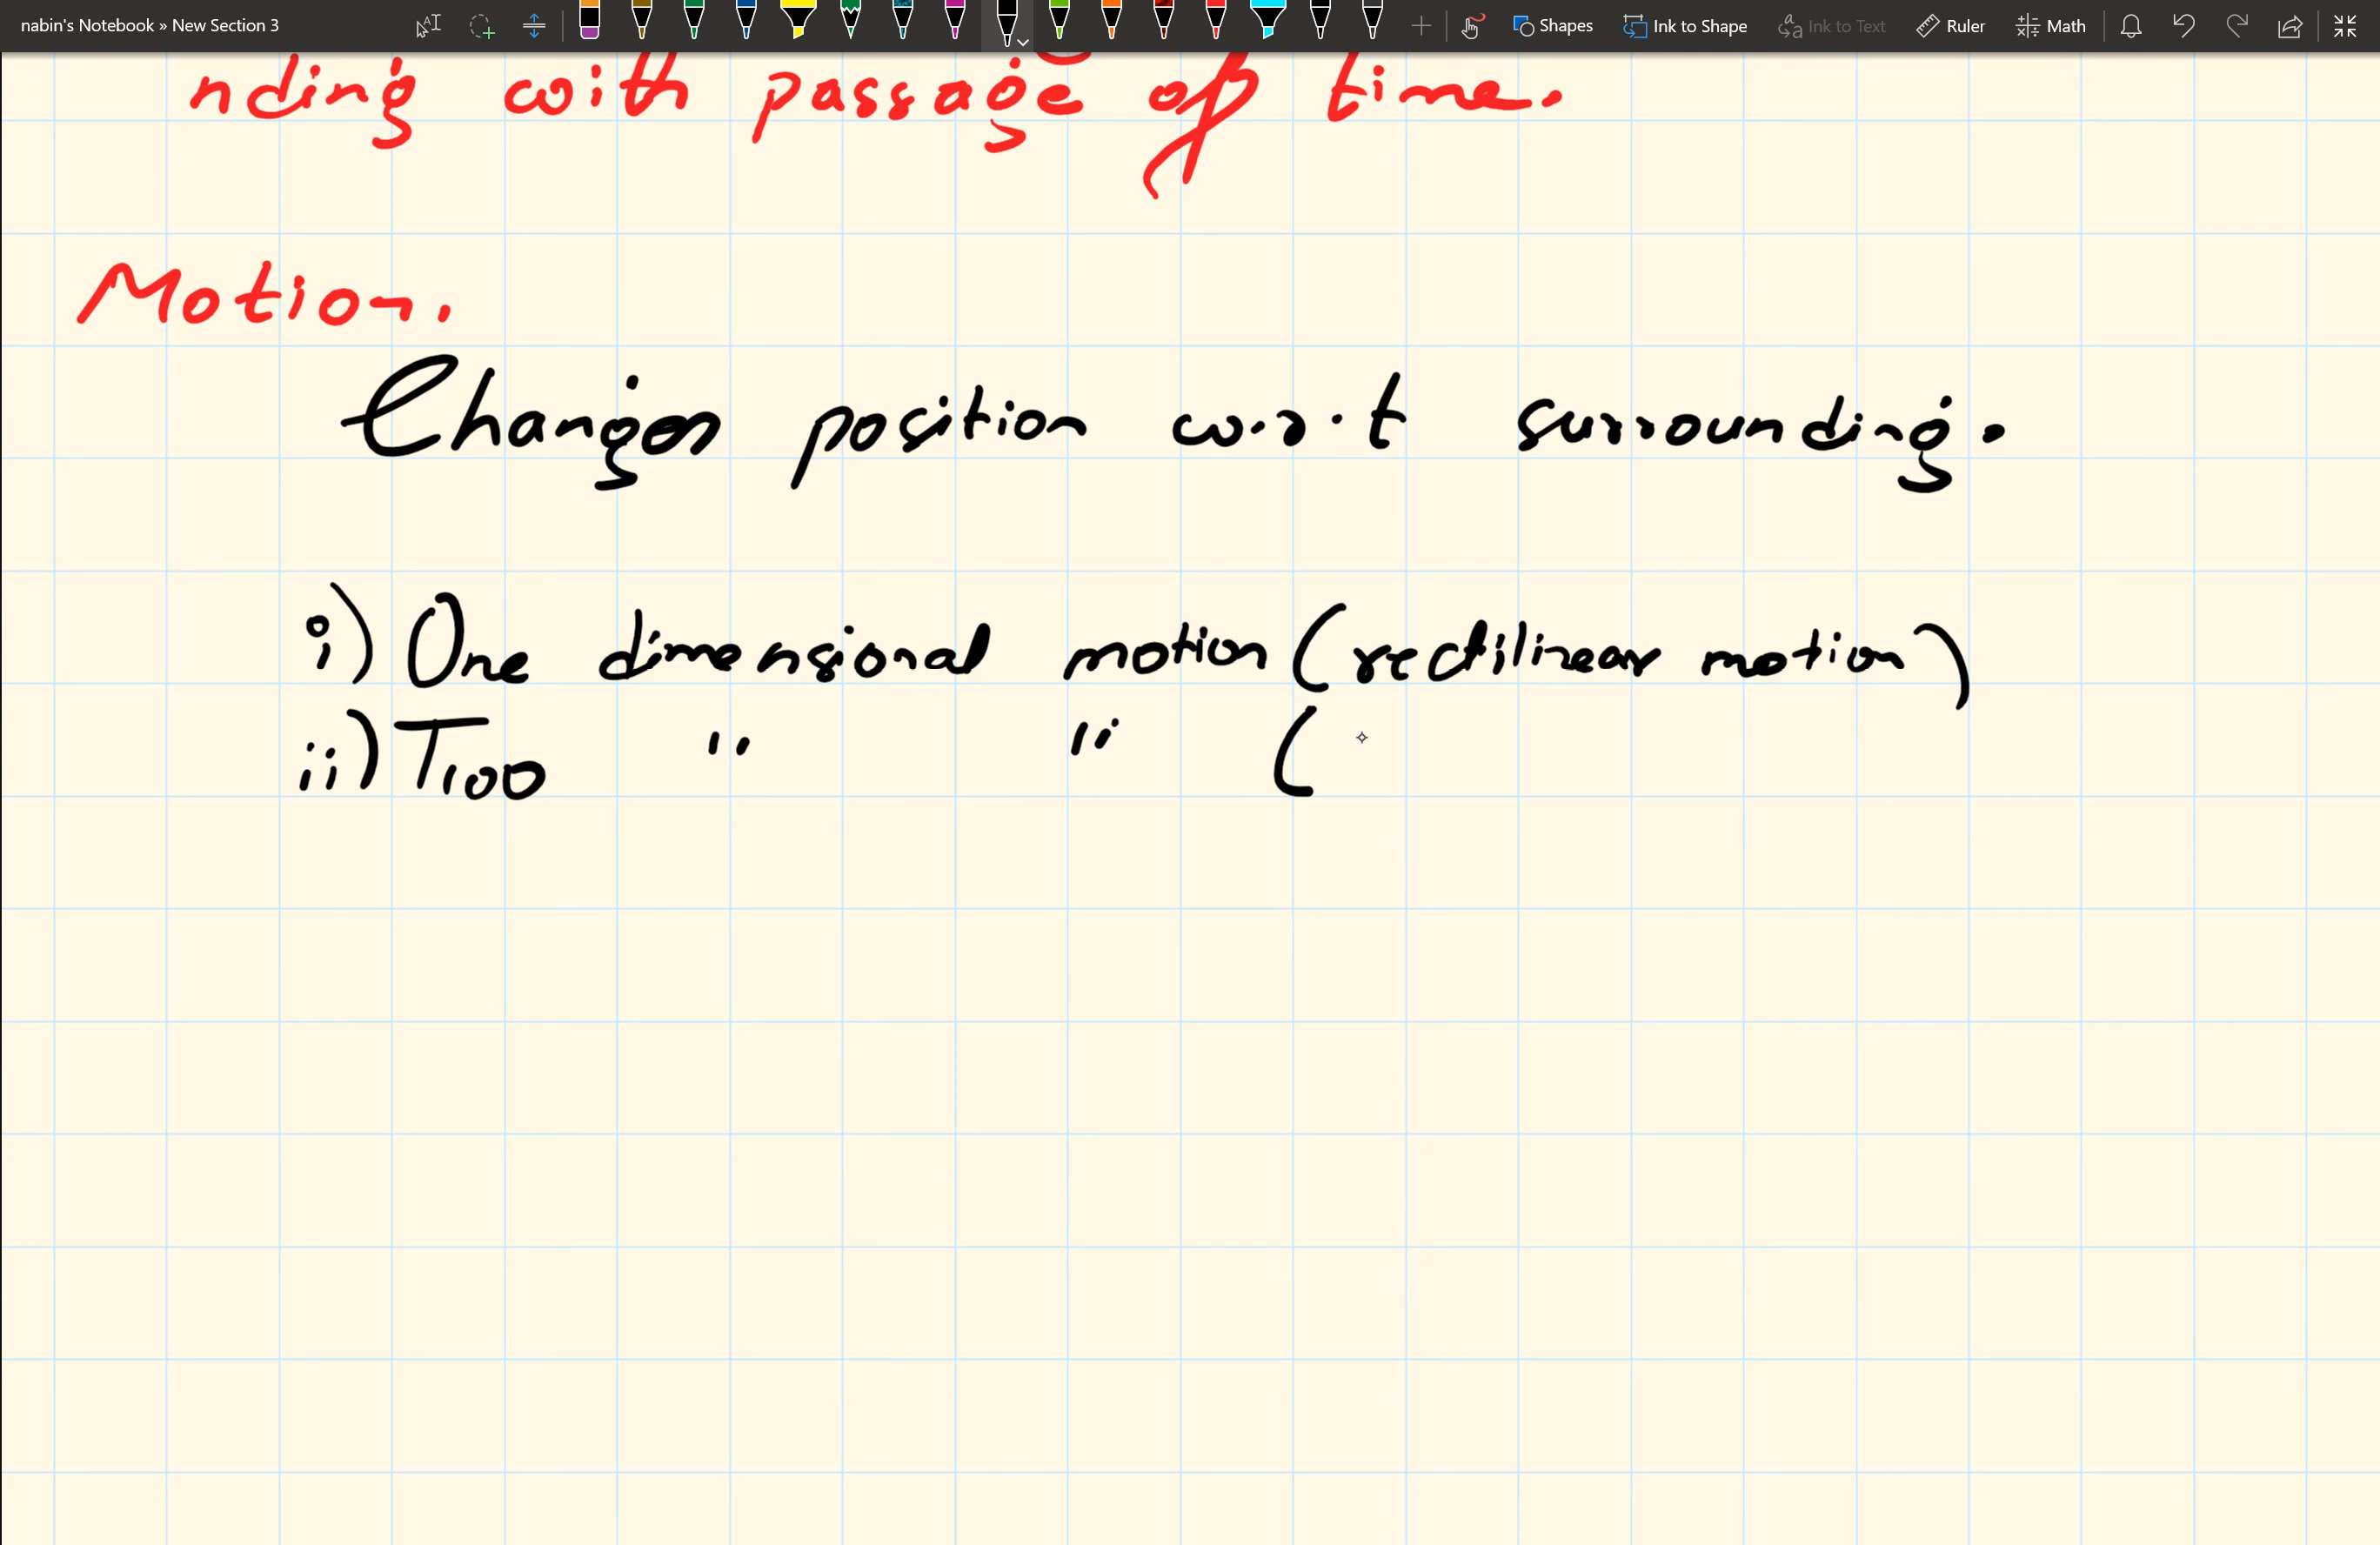 nabin's Notebook » New Section 3 Shapes Ink to Shape Ink to Text Ruler Math
nding with passage of time.
Motion.
Changes position w.r.t surrounding.
i) One dimensional motion (rectilinear motion)
ii) Two " " (